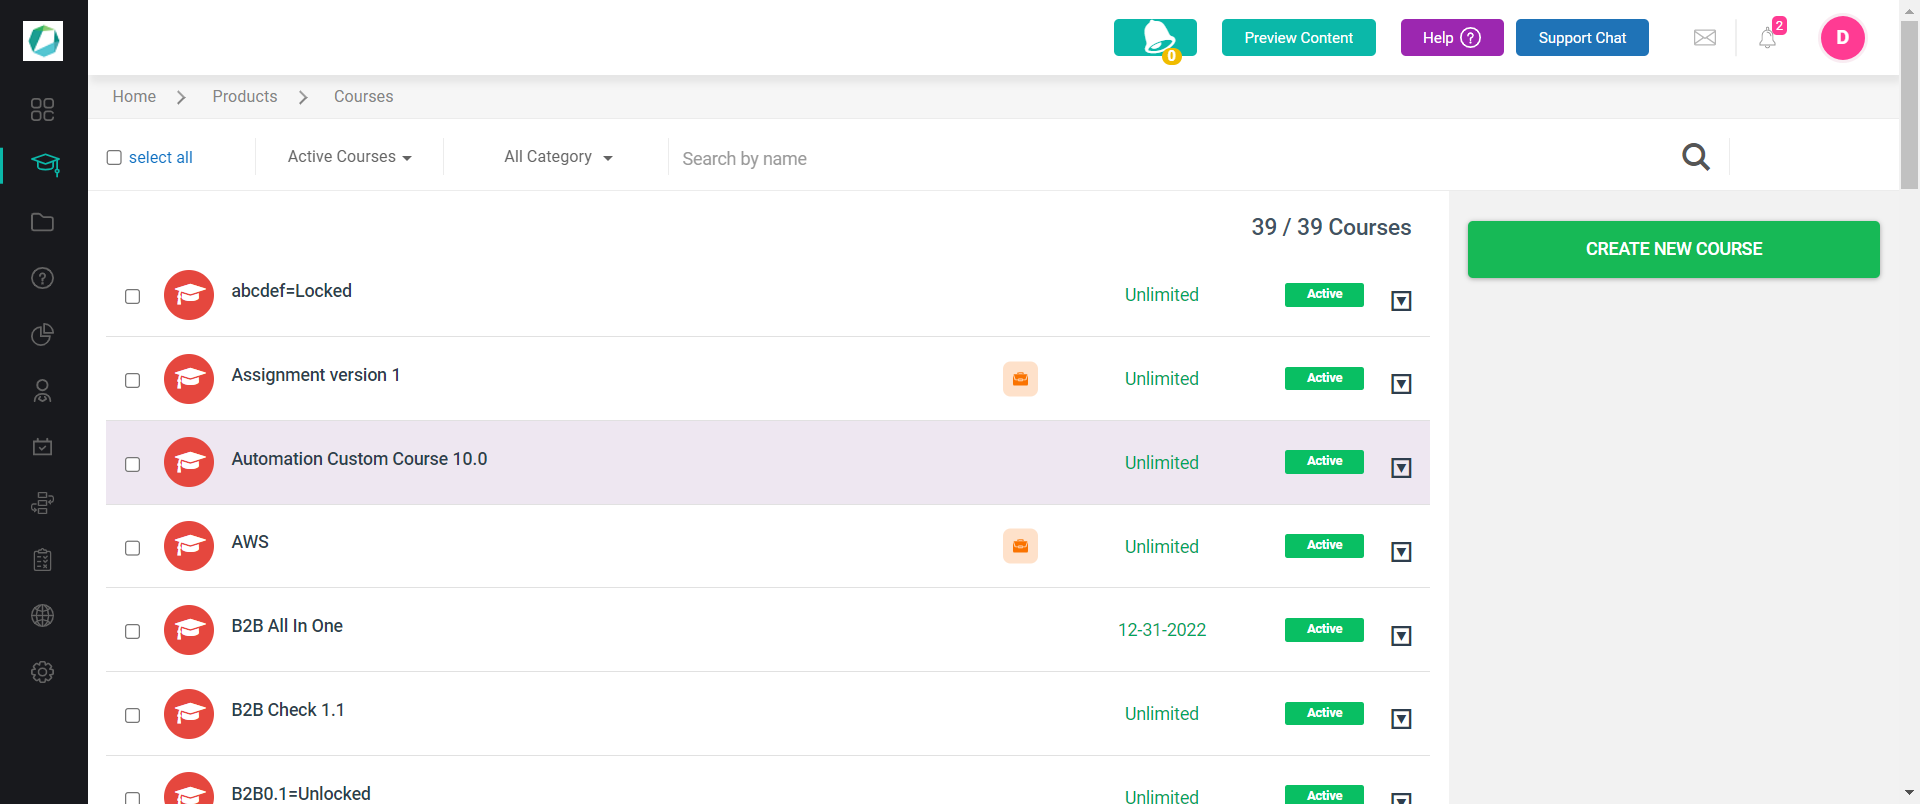 0
Preview Content
Help ?
Support Chat
2
D
Home
Products
Courses
select all
Active Courses
All Category
Search by name
39 / 39 Courses
CREATE NEW COURSE
abcdef=Locked
Unlimited
Active
Assignment version 1
Unlimited
Active
Automation Custom Course 10.0
Unlimited
Active
AWS
Unlimited
Active
B2B All In One
12-31-2022
Active
B2B Check 1.1
Unlimited
Active
B2B0.1=Unlocked
Unlimited
Active